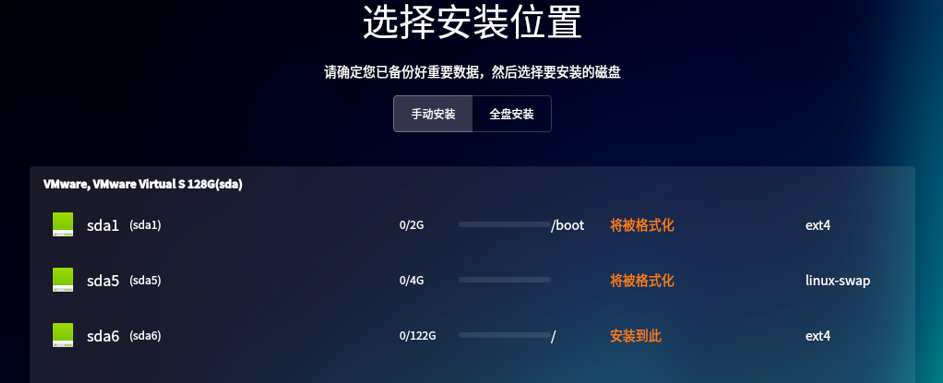 选择安装位置
请确定您已备份好重要数据，然后选择要安装的磁盘
手动安装 全盘安装
VMware, VMware Virtual S 128G(sda)
sda1 (sda1) 0/2G /boot 将被格式化 ext4
sda5 (sda5) 0/4G 将被格式化 linux-swap
sda6 (sda6) 0/122G / 安装到此 ext4